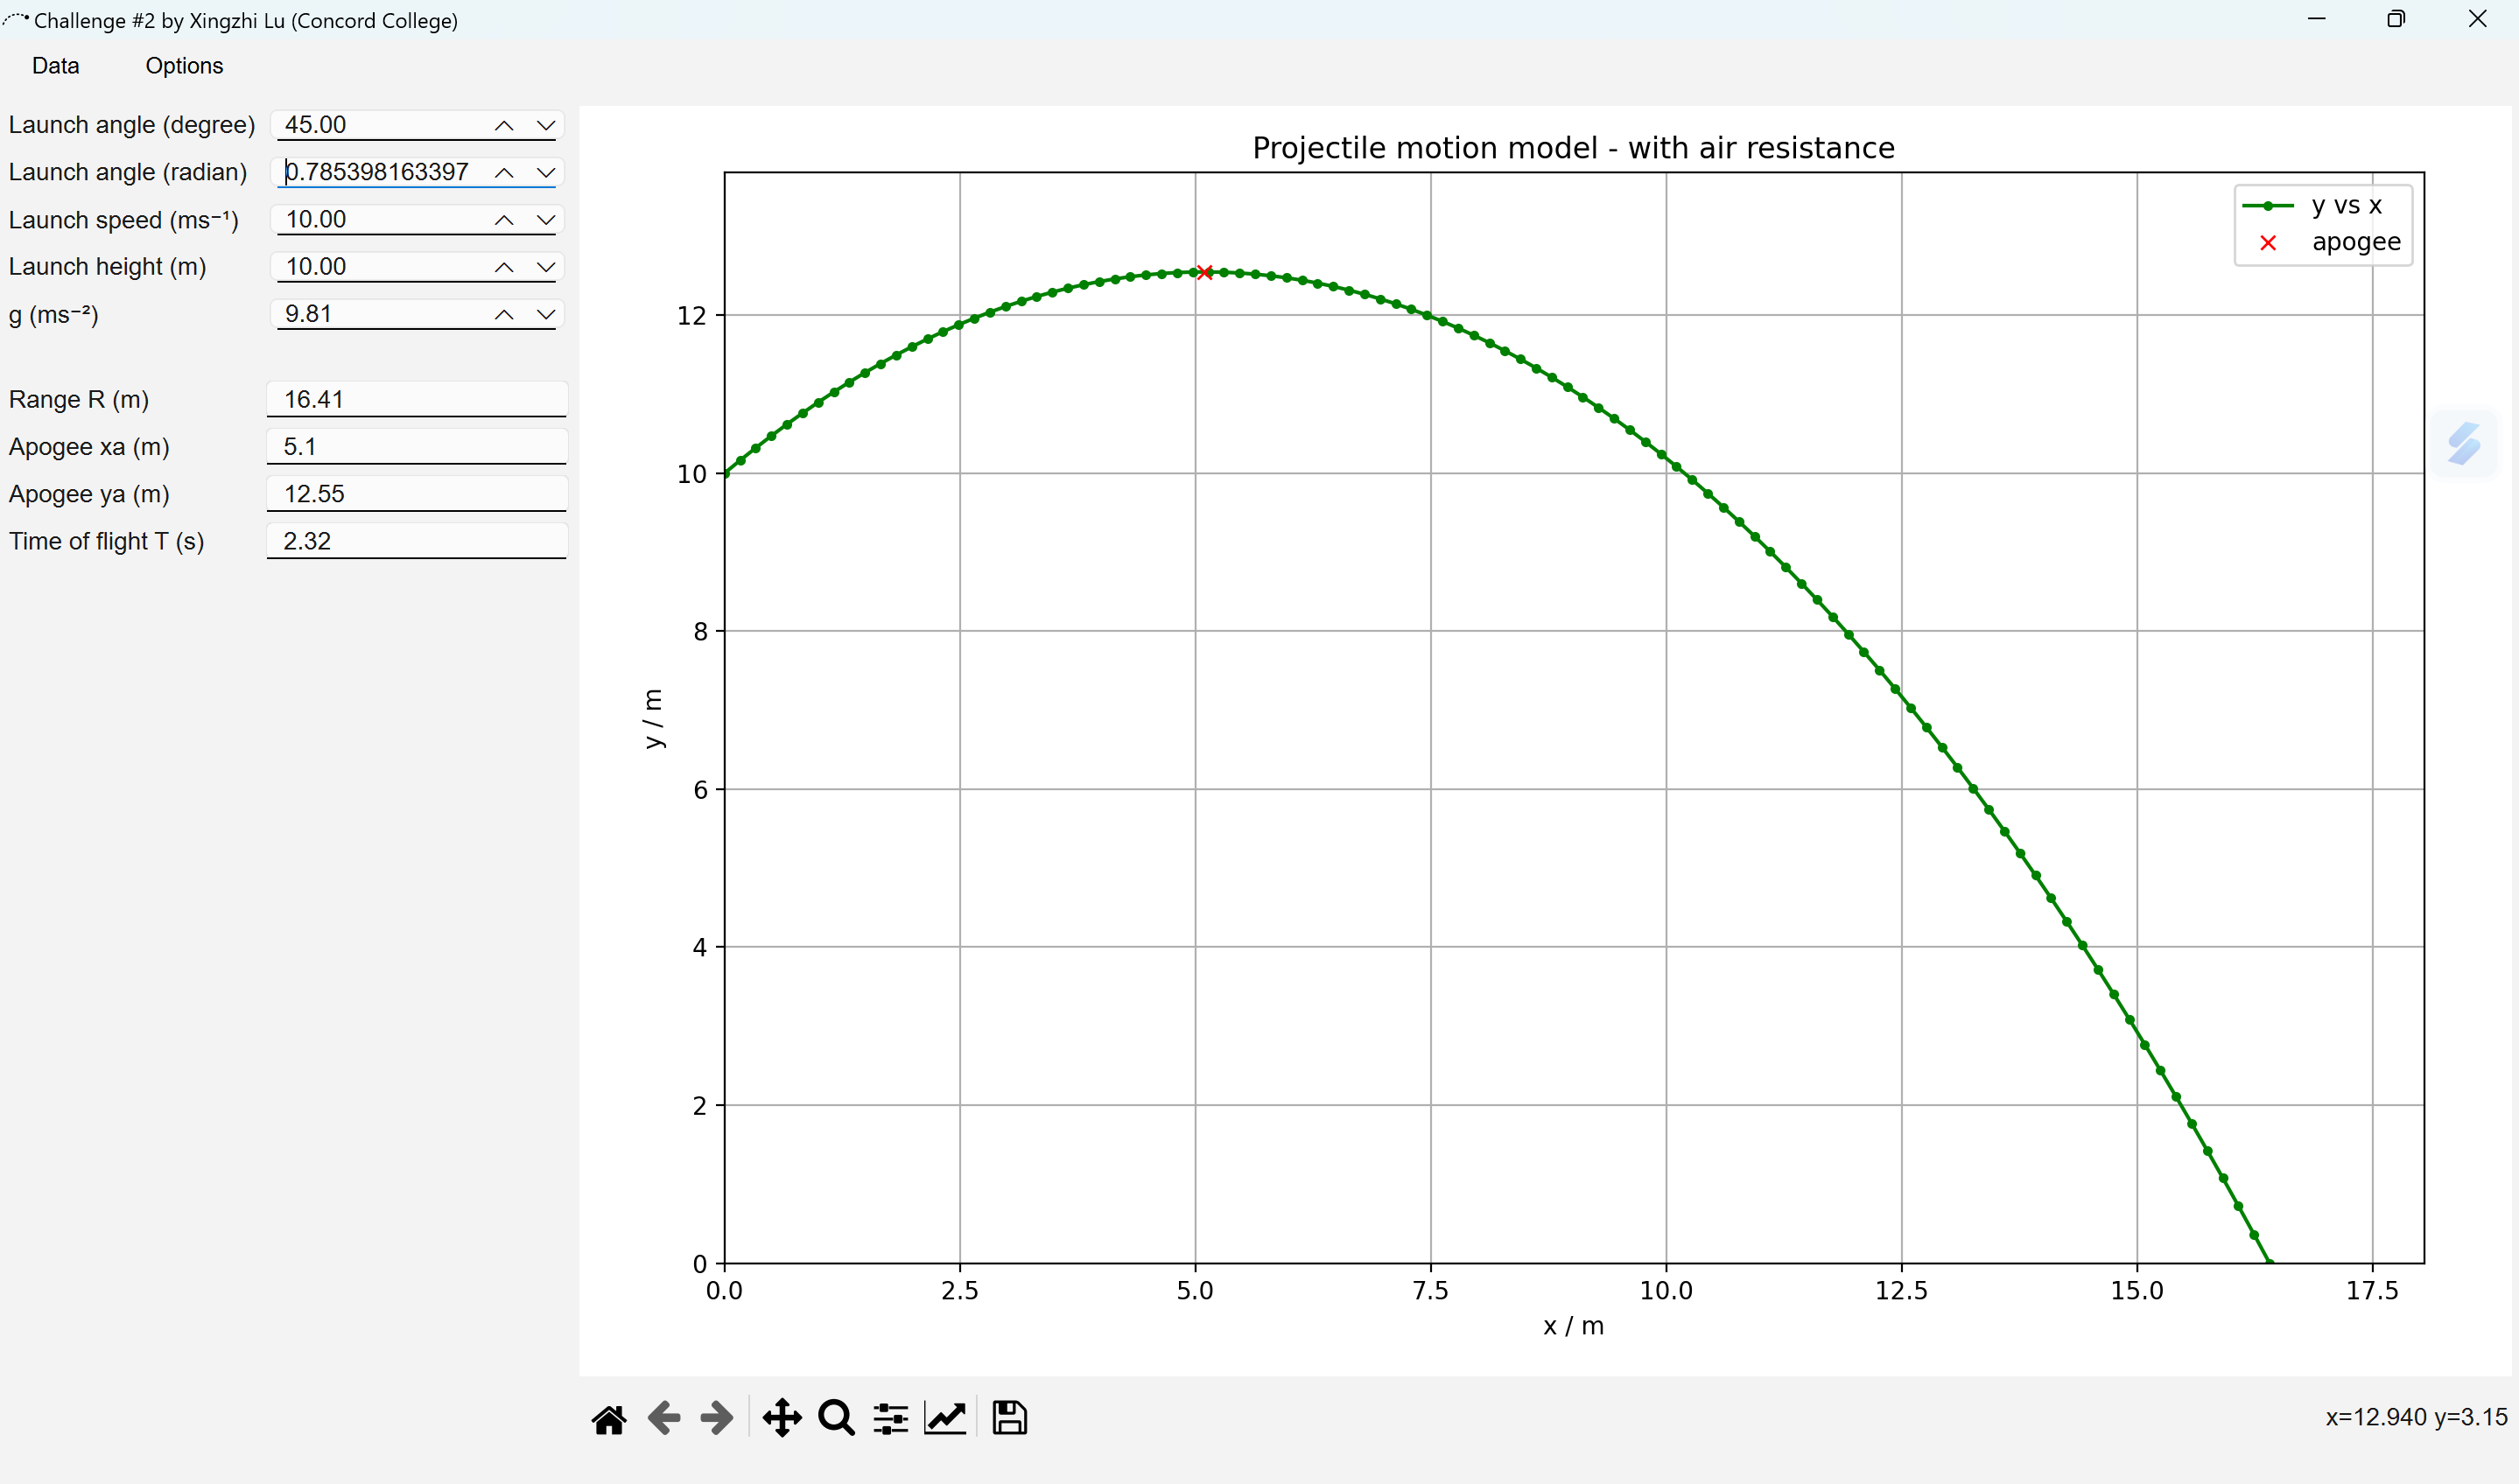 Challenge #2 by Xingzhi Lu (Concord College)
Data Options
Launch angle (degree) 45.00
Launch angle (radian) 0.785398163397
Launch speed (ms⁻¹) 10.00
Launch height (m) 10.00
g (ms⁻²) 9.81
Range R (m) 16.41
Apogee xa (m) 5.1
Apogee ya (m) 12.55
Time of flight T (s) 2.32
Projectile motion model - with air resistance
y vs x
apogee
12
10
8
6
4
2
0
y / m
0.0 2.5 5.0 7.5 10.0 12.5 15.0 17.5
x / m
x=12.940 y=3.15